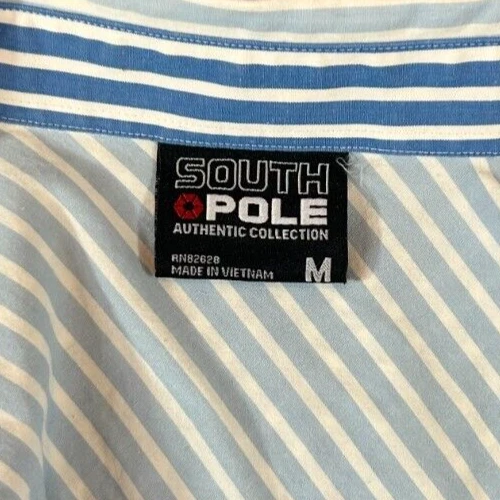 SOUTH
POLE
AUTHENTIC COLLECTION
RN82628
MADE IN VIETNAM
M